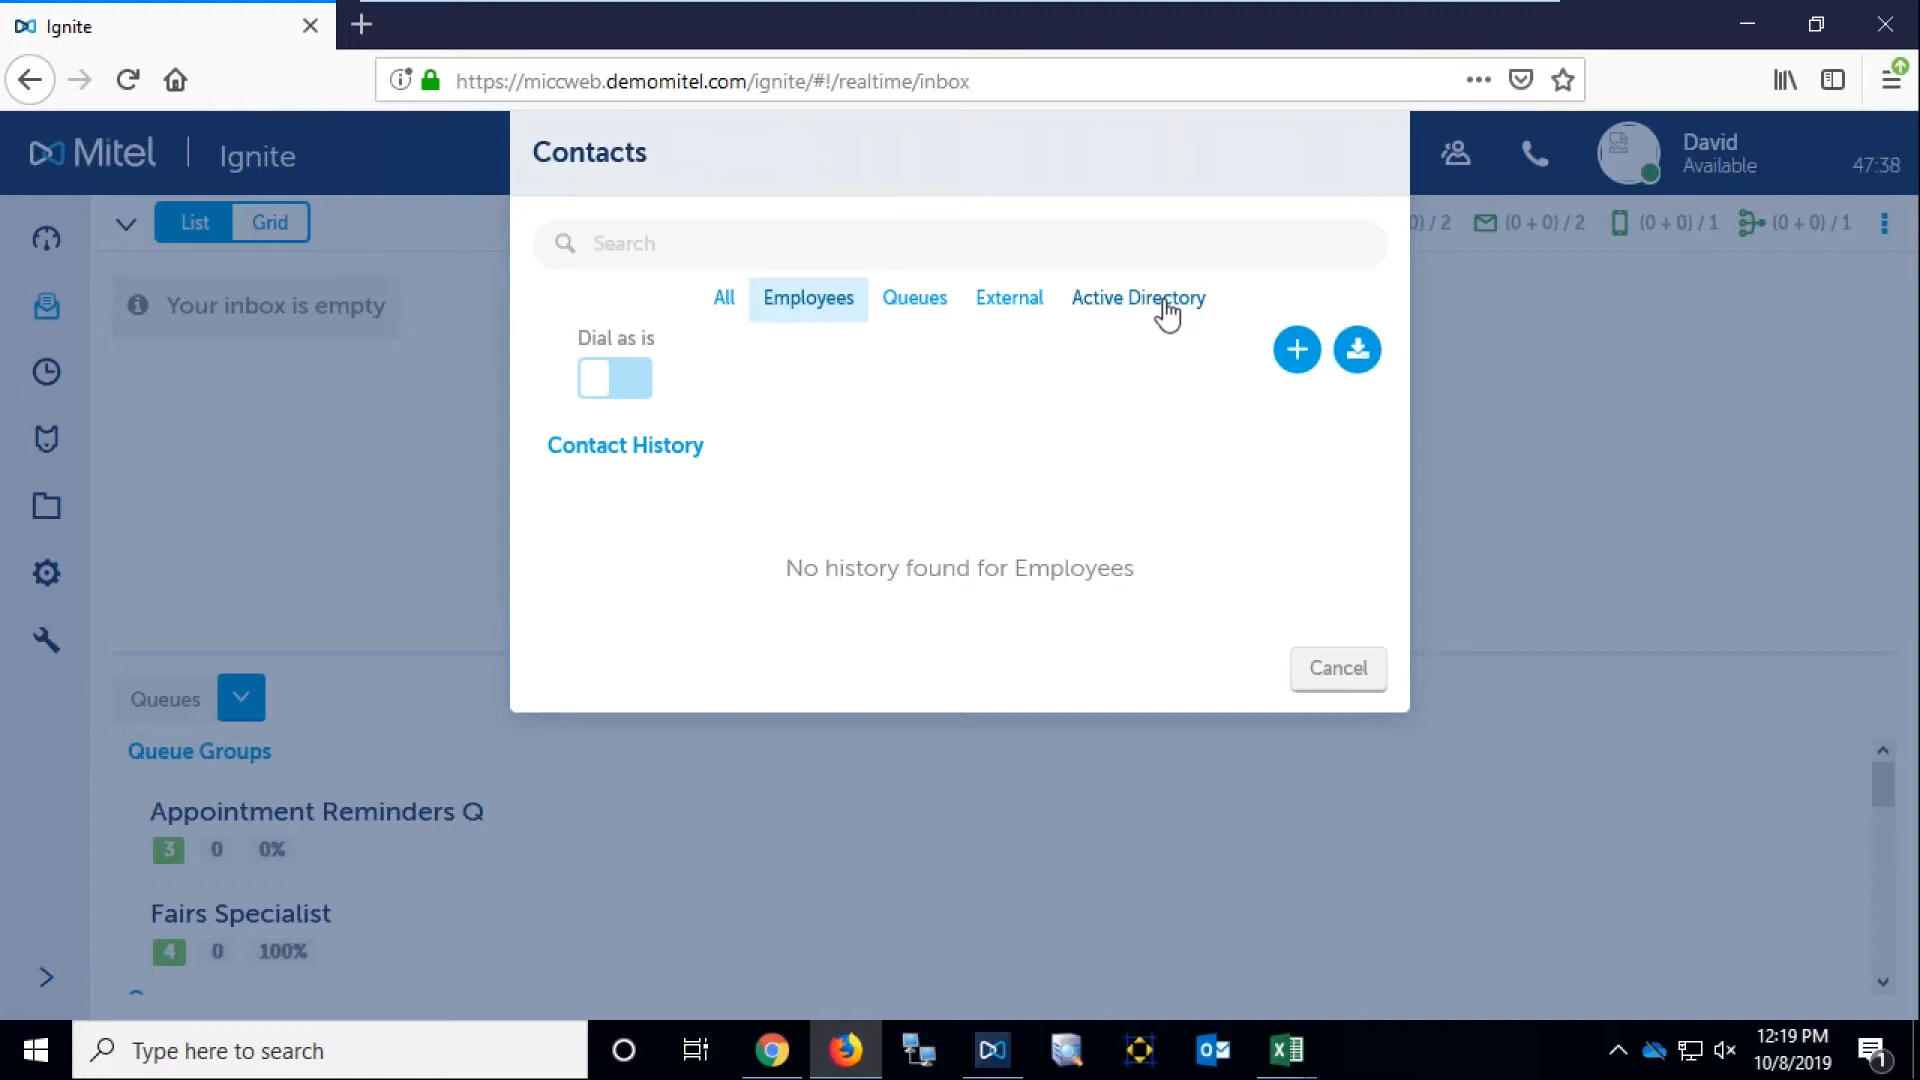 Ignite
https://miccweb.demomitel.com/ignite/#!/realtime/inbox
Mitel | Ignite
Contacts
David
Available
47:38
List Grid
0) / 2 (0 + 0) / 2 (0 + 0) / 1 (0 + 0) / 1
Search
Your inbox is empty
All Employees Queues External Active Directory
Dial as is
Contact History
No history found for Employees
Cancel
Queues
Queue Groups
Appointment Reminders Q
3 0 0%
Fairs Specialist
4 0 100%
Type here to search
12:19 PM
10/8/2019
1